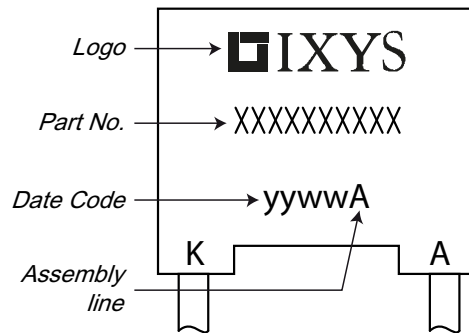 Logo IXYS
Part No. XXXXXXXXXX
Date Code yywwA
K A
Assembly
line